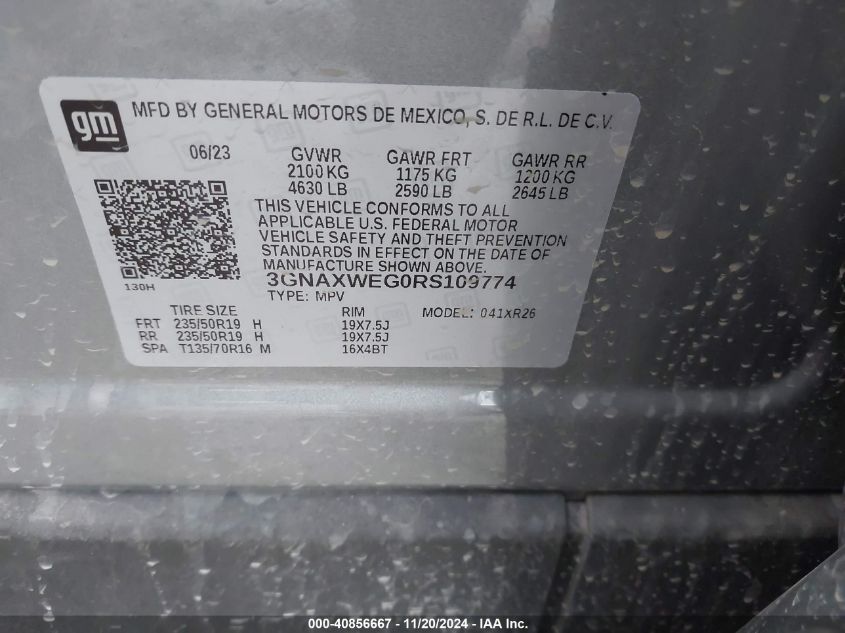 gm
MFD BY GENERAL MOTORS DE MEXICO, S. DE R.L. DE C.V.
06/23 GVWR GAWR FRT GAWR RR
2100 KG 1175 KG 1200 KG
4630 LB 2590 LB 2645 LB
THIS VEHICLE CONFORMS TO ALL
APPLICABLE U.S. FEDERAL MOTOR
VEHICLE SAFETY AND THEFT PREVENTION
STANDARDS IN EFFECT ON THE DATE OF
MANUFACTURE SHOWN ABOVE.
130H
3GNAXWEG0RS109774
TYPE: MPV MODEL: 041XR26
TIRE SIZE RIM
FRT 235/50R19 H 19X7.5J
RR 235/50R19 H 19X7.5J
SPA T135/70R16 M 16X4BT
000-40856667 - 11/20/2024 - IAA Inc.